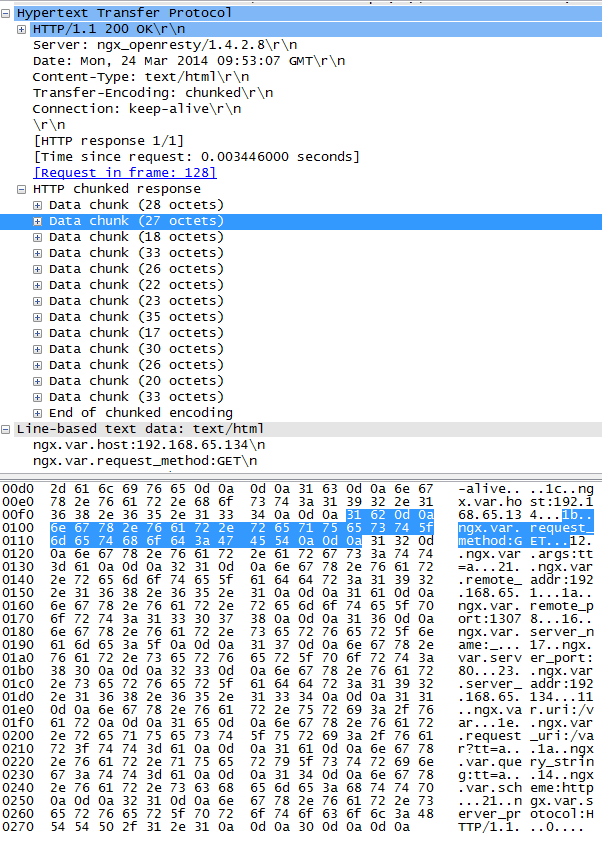 Hypertext Transfer Protocol
HTTP/1.1 200 OK\r\n
Server: ngx_openresty/1.4.2.8\r\n
Date: Mon, 24 Mar 2014 09:53:07 GMT\r\n
Content-Type: text/html\r\n
Transfer-Encoding: chunked\r\n
Connection: keep-alive\r\n
\r\n
[HTTP response 1/1]
[Time since request: 0.003446000 seconds]
[Request in frame: 128]
HTTP chunked response
Data chunk (28 octets)
Data chunk (27 octets)
Data chunk (18 octets)
Data chunk (33 octets)
Data chunk (26 octets)
Data chunk (22 octets)
Data chunk (23 octets)
Data chunk (35 octets)
Data chunk (17 octets)
Data chunk (30 octets)
Data chunk (26 octets)
Data chunk (20 octets)
Data chunk (33 octets)
End of chunked encoding
Line-based text data: text/html
ngx.var.host:192.168.65.134\n
ngx.var.request_method:GET\n
00d0 2d 61 6c 69 76 65 0d 0a 0d 0a 31 63 0d 0a 6e 67 -alive.. ..1c..ng
00e0 78 2e 76 61 72 2e 68 6f 73 74 3a 31 39 32 2e 31 x.var.ho st:192.1
00f0 36 38 2e 36 35 2e 31 33 34 0a 0d 0a 31 62 0d 0a 68.65.13 4...1b..
0100 6e 67 78 2e 76 61 72 2e 72 65 71 75 65 73 74 5f ngx.var. request_
0110 6d 65 74 68 6f 64 3a 47 45 54 0a 0d 0a 31 32 0d method:G ET...12.
0120 0a 6e 67 78 2e 76 61 72 2e 61 72 67 73 3a 74 74 .ngx.var .args:tt
0130 3d 61 0a 0d 0a 32 31 0d 0a 6e 67 78 2e 76 61 72 =a...21. .ngx.var
0140 2e 72 65 6d 6f 74 65 5f 61 64 64 72 3a 31 39 32 .remote_ addr:192
0150 2e 31 36 38 2e 36 35 2e 31 0a 0d 0a 31 61 0d 0a .168.65. 1...1a..
0160 6e 67 78 2e 76 61 72 2e 72 65 6d 6f 74 65 5f 70 ngx.var. remote_p
0170 6f 72 74 3a 31 33 30 37 38 0a 0d 0a 31 36 0d 0a ort:1307 8...16..
0180 6e 67 78 2e 76 61 72 2e 73 65 72 76 65 72 5f 6e ngx.var. server_n
0190 61 6d 65 3a 5f 0a 0d 0a 31 37 0d 0a 6e 67 78 2e ame:_... 17..ngx.
01a0 76 61 72 2e 73 65 72 76 65 72 5f 70 6f 72 74 3a var.serv er_port:
01b0 38 30 0a 0d 0a 32 33 0d 0a 6e 67 78 2e 76 61 72 80...23. .ngx.var
01c0 2e 73 65 72 76 65 72 5f 61 64 64 72 3a 31 39 32 .server_ addr:192
01d0 2e 31 36 38 2e 36 35 2e 31 33 34 0a 0d 0a 31 31 .168.65. 134...11
01e0 0d 0a 6e 67 78 2e 76 61 72 2e 75 72 69 3a 2f 76 ..ngx.va r.uri:/v
01f0 61 72 0a 0d 0a 31 65 0d 0a 6e 67 78 2e 76 61 72 ar...1e. .ngx.var
0200 2e 72 65 71 75 65 73 74 5f 75 72 69 3a 2f 76 61 .request _uri:/va
0210 72 3f 74 74 3d 61 0a 0d 0a 31 61 0d 0a 6e 67 78 r?tt=a.. .1a..ngx
0220 2e 76 61 72 2e 71 75 65 72 79 5f 73 74 72 69 6e .var.que ry_strin
0230 67 3a 74 74 3d 61 0a 0d 0a 31 34 0d 0a 6e 67 78 g:tt=a.. .14..ngx
0240 2e 76 61 72 2e 73 63 68 65 6d 65 3a 68 74 74 70 .var.sch eme:http
0250 0a 0d 0a 32 31 0d 0a 6e 67 78 2e 76 61 72 2e 73 ...21..n gx.var.s
0260 65 72 76 65 72 5f 70 72 6f 74 6f 63 6f 6c 3a 48 erver_pr otocol:H
0270 54 54 50 2f 31 2e 31 0a 0d 0a 30 0d 0a 0d 0a TTP/1.1. ..0....